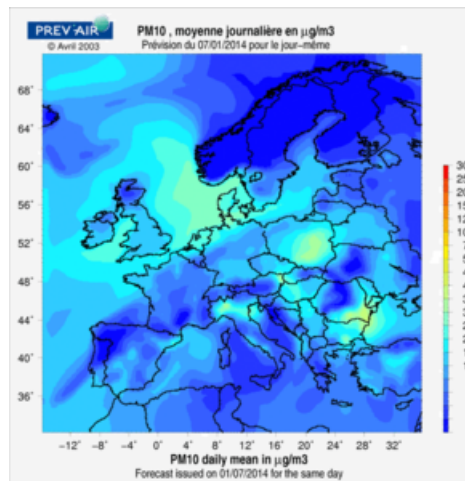 PREV'AIR
© Avril 2003
PM10 , moyenne journalière en µg/m3
Prévision du 07/01/2014 pour le jour-même
68°
64°
60°
56°
52°
48°
44°
40°
36°
−12° −8° −4° 0° 4° 8° 12° 16° 20° 24° 28° 32°
PM10 daily mean in µg/m3
Forecast issued on 01/07/2014 for the same day